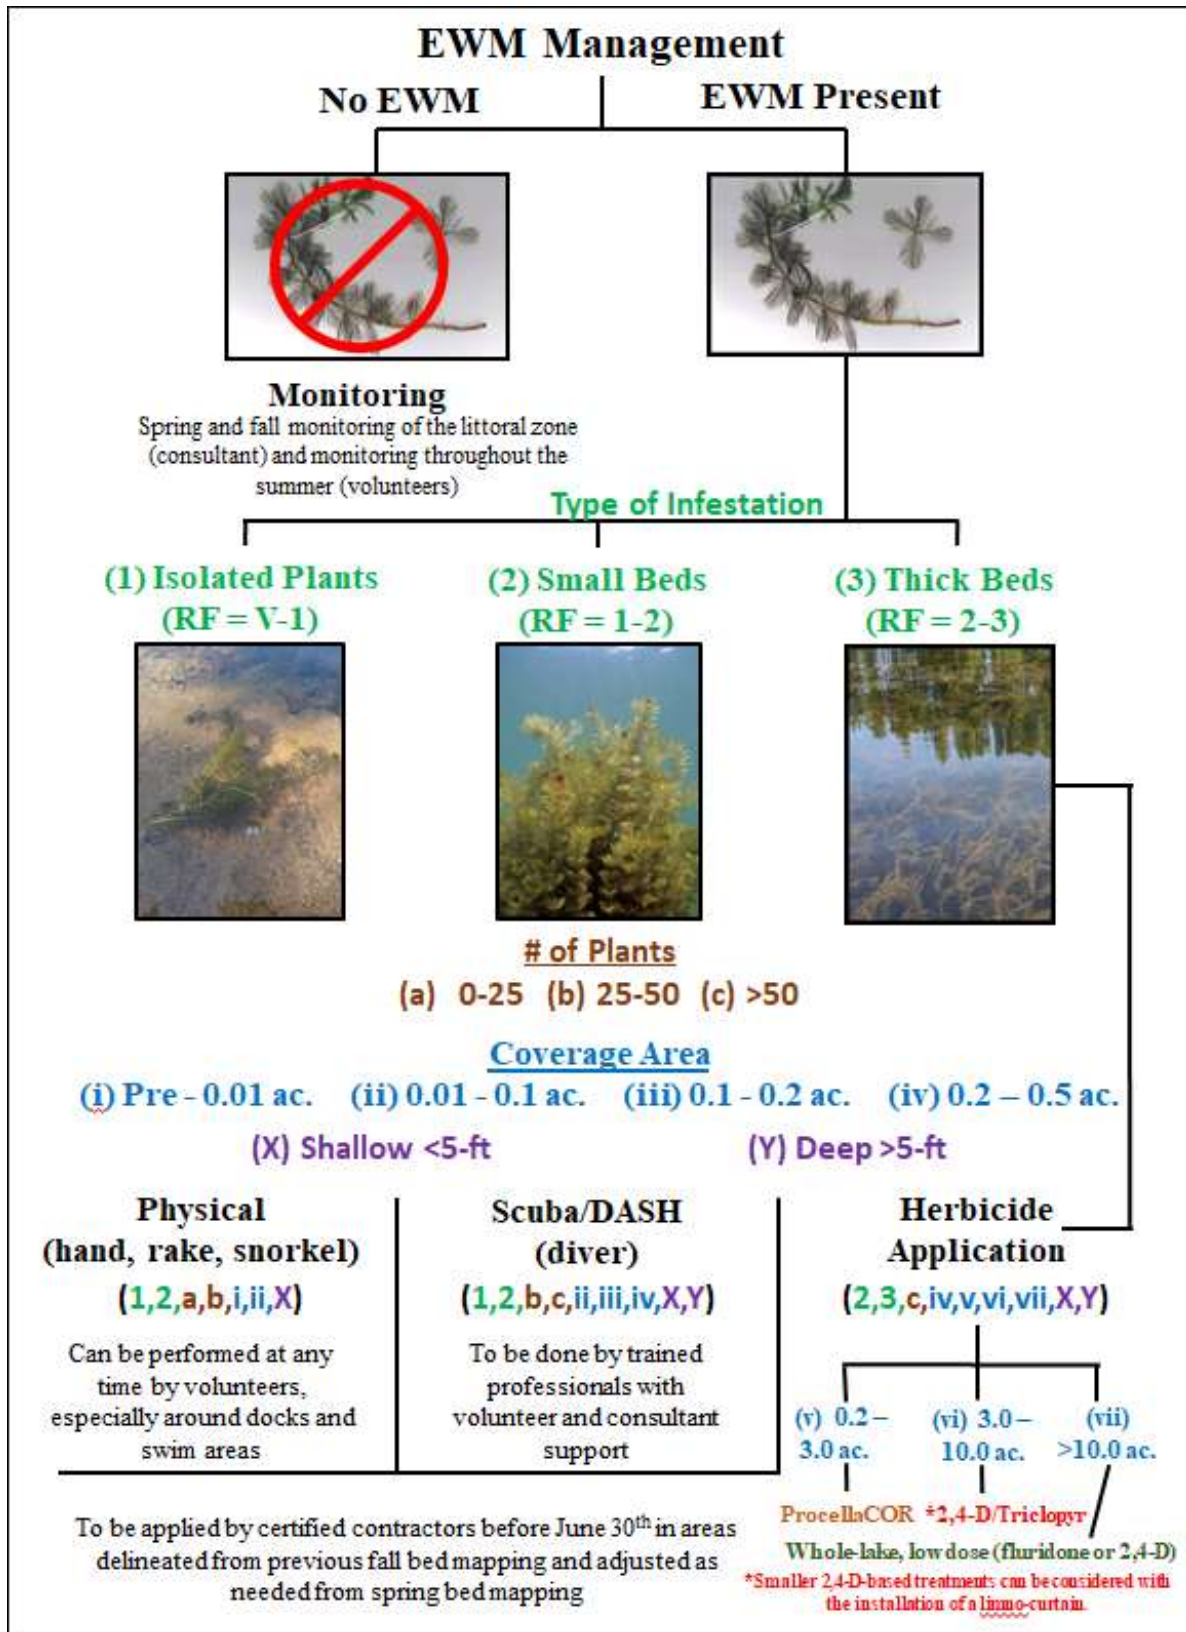 EWM Management
No EWM
EWM Present
Monitoring
Spring and fall monitoring of the littoral zone
(consultant) and monitoring throughout the
summer (volunteers)
Type of Infestation
(1) Isolated Plants
(RF = V-1)
(2) Small Beds
(RF = 1-2)
(3) Thick Beds
(RF = 2-3)
# of Plants
(a) 0-25 (b) 25-50 (c) >50
Coverage Area
(i) Pre - 0.01 ac. (ii) 0.01 - 0.1 ac. (iii) 0.1 - 0.2 ac. (iv) 0.2 – 0.5 ac.
(X) Shallow <5-ft (Y) Deep >5-ft
Physical
(hand, rake, snorkel)
(1,2,a,b,i,ii,X)
Can be performed at any
time by volunteers,
especially around docks and
swim areas
Scuba/DASH
(diver)
(1,2,b,c,ii,iii,iv,X,Y)
To be done by trained
professionals with
volunteer and consultant
support
Herbicide
Application
(2,3,c,iv,v,vi,vii,X,Y)
(v) 0.2 –
3.0 ac.
(vi) 3.0 –
10.0 ac.
(vii)
>10.0 ac.
ProcellaCOR *2,4-D/Triclopyr
Whole-lake, low dose (fluridone or 2,4-D)
*Smaller 2,4-D-based treatments can be considered with
the installation of a limno-curtain.
To be applied by certified contractors before June 30th in areas
delineated from previous fall bed mapping and adjusted as
needed from spring bed mapping